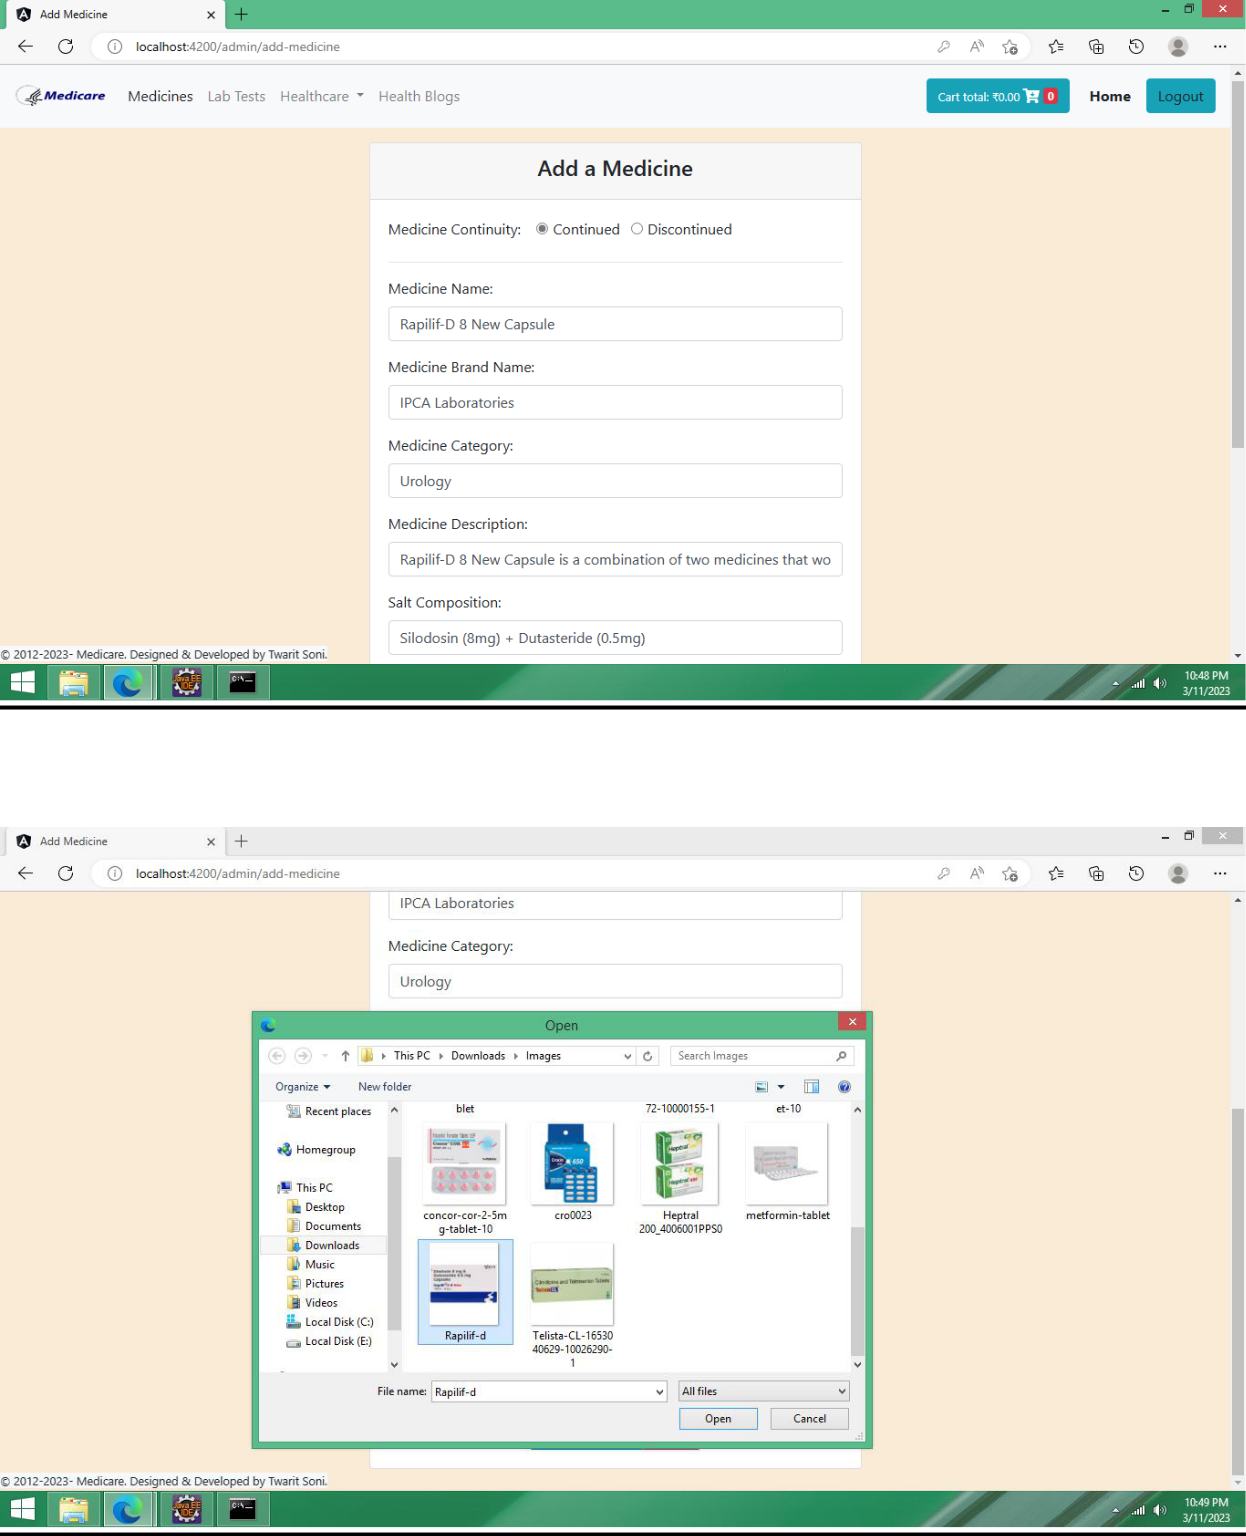 Add Medicine
localhost:4200/admin/add-medicine
Medicare Medicines Lab Tests Healthcare Health Blogs Cart total: ₹0.00 0 Home Logout
Add a Medicine
Medicine Continuity: Continued Discontinued
Medicine Name:
Rapilif-D 8 New Capsule
Medicine Brand Name:
IPCA Laboratories
Medicine Category:
Urology
Medicine Description:
Rapilif-D 8 New Capsule is a combination of two medicines that wo
Salt Composition:
Silodosin (8mg) + Dutasteride (0.5mg)
© 2012-2023- Medicare. Designed & Developed by Twarit Soni.
Java EE
IDE
C:\
10:48 PM
3/11/2023
Add Medicine
localhost:4200/admin/add-medicine
IPCA Laboratories
Medicine Category:
Urology
Open
This PC Downloads Images Search Images
Organize New folder
Recent places
Homegroup
This PC
Desktop
Documents
Downloads
Music
Pictures
Videos
Local Disk (C:)
Local Disk (E:)
blet 72-10000155-1 et-10
concor-cor-2-5m
g-tablet-10
cro0023
Heptral
200_4006001PPS0
metformin-tablet
Rapilif-d
Telista-CL-16530
40629-10026290-
1
File name: Rapilif-d All files
Open Cancel
© 2012-2023- Medicare. Designed & Developed by Twarit Soni.
Java EE
IDE
C:\
10:49 PM
3/11/2023